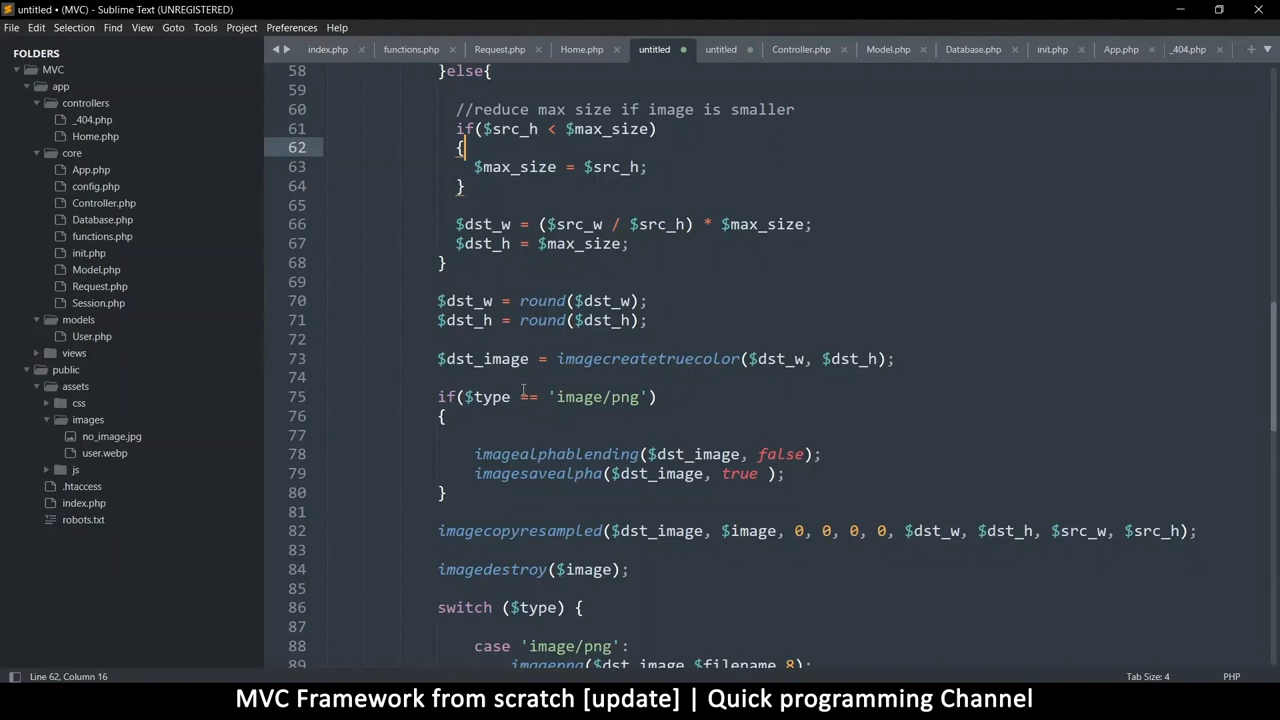 untitled • (MVC) - Sublime Text (UNREGISTERED)
File Edit Selection Find View Goto Tools Project Preferences Help
FOLDERS
MVC
app
controllers
_404.php
Home.php
core
App.php
config.php
Controller.php
Database.php
functions.php
init.php
Model.php
Request.php
Session.php
models
User.php
views
public
assets
css
images
no_image.jpg
user.webp
js
.htaccess
index.php
robots.txt
index.php functions.php Request.php Home.php untitled untitled Controller.php Model.php Database.php init.php App.php _404.php
58 }else{
59
60 //reduce max size if image is smaller
61 if($src_h < $max_size)
62 {
63 $max_size = $src_h;
64 }
65
66 $dst_w = ($src_w / $src_h) * $max_size;
67 $dst_h = $max_size;
68 }
69
70 $dst_w = round($dst_w);
71 $dst_h = round($dst_h);
72
73 $dst_image = imagecreatetruecolor($dst_w, $dst_h);
74
75 if($type == 'image/png')
76 {
77
78 imagealphablending($dst_image, false);
79 imagesavealpha($dst_image, true );
80 }
81
82 imagecopyresampled($dst_image, $image, 0, 0, 0, 0, $dst_w, $dst_h, $src_w, $src_h);
83
84 imagedestroy($image);
85
86 switch ($type) {
87
88 case 'image/png':
89 imagepng($dst_image,$filename,8);
Line 62, Column 16 Tab Size: 4 PHP
MVC Framework from scratch [update] | Quick programming Channel